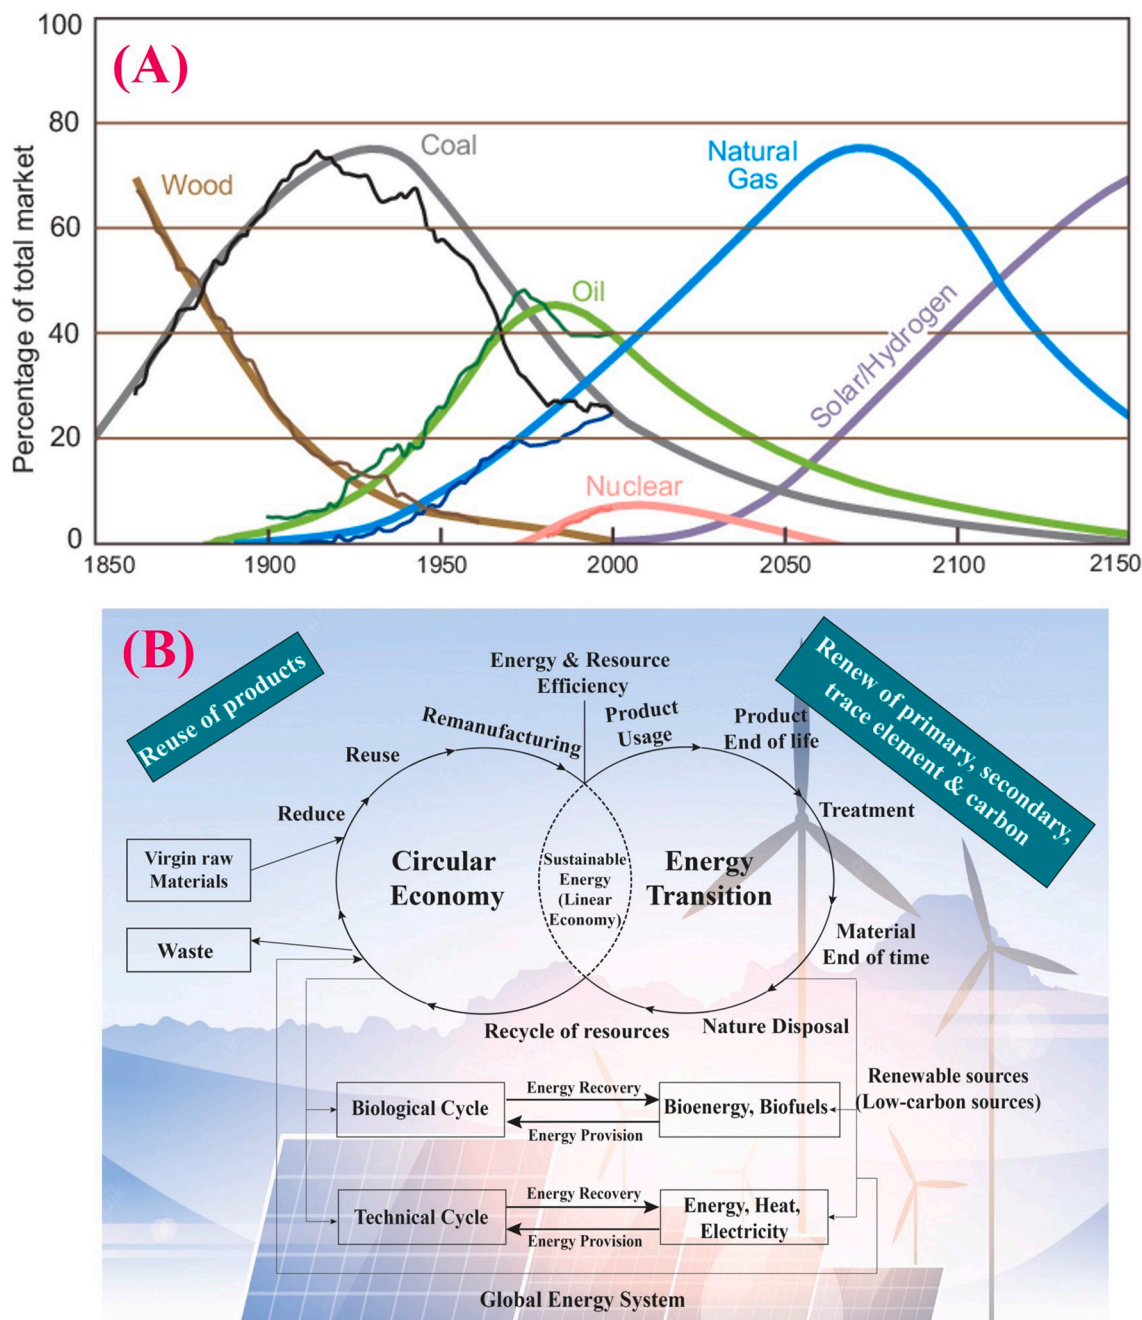 (A)
100
80
60
40
20
0
Percentage of total market
Wood
Coal
Oil
Natural
Gas
Nuclear
Solar/Hydrogen
1850
1900
1950
2000
2050
2100
2150
(B)
Reuse of products
Renew of primary, secondary,
trace element & carbon
Energy & Resource
Efficiency
Remanufacturing
Product
Usage
Product
End of life
Reuse
Reduce
Treatment
Virgin raw
Materials
Circular
Economy
Sustainable
Energy
(Linear
Economy)
Energy
Transition
Waste
Material
End of time
Recycle of resources
Nature Disposal
Renewable sources
(Low-carbon sources)
Biological Cycle
Energy Recovery
Energy Provision
Bioenergy, Biofuels
Technical Cycle
Energy Recovery
Energy Provision
Energy, Heat,
Electricity
Global Energy System